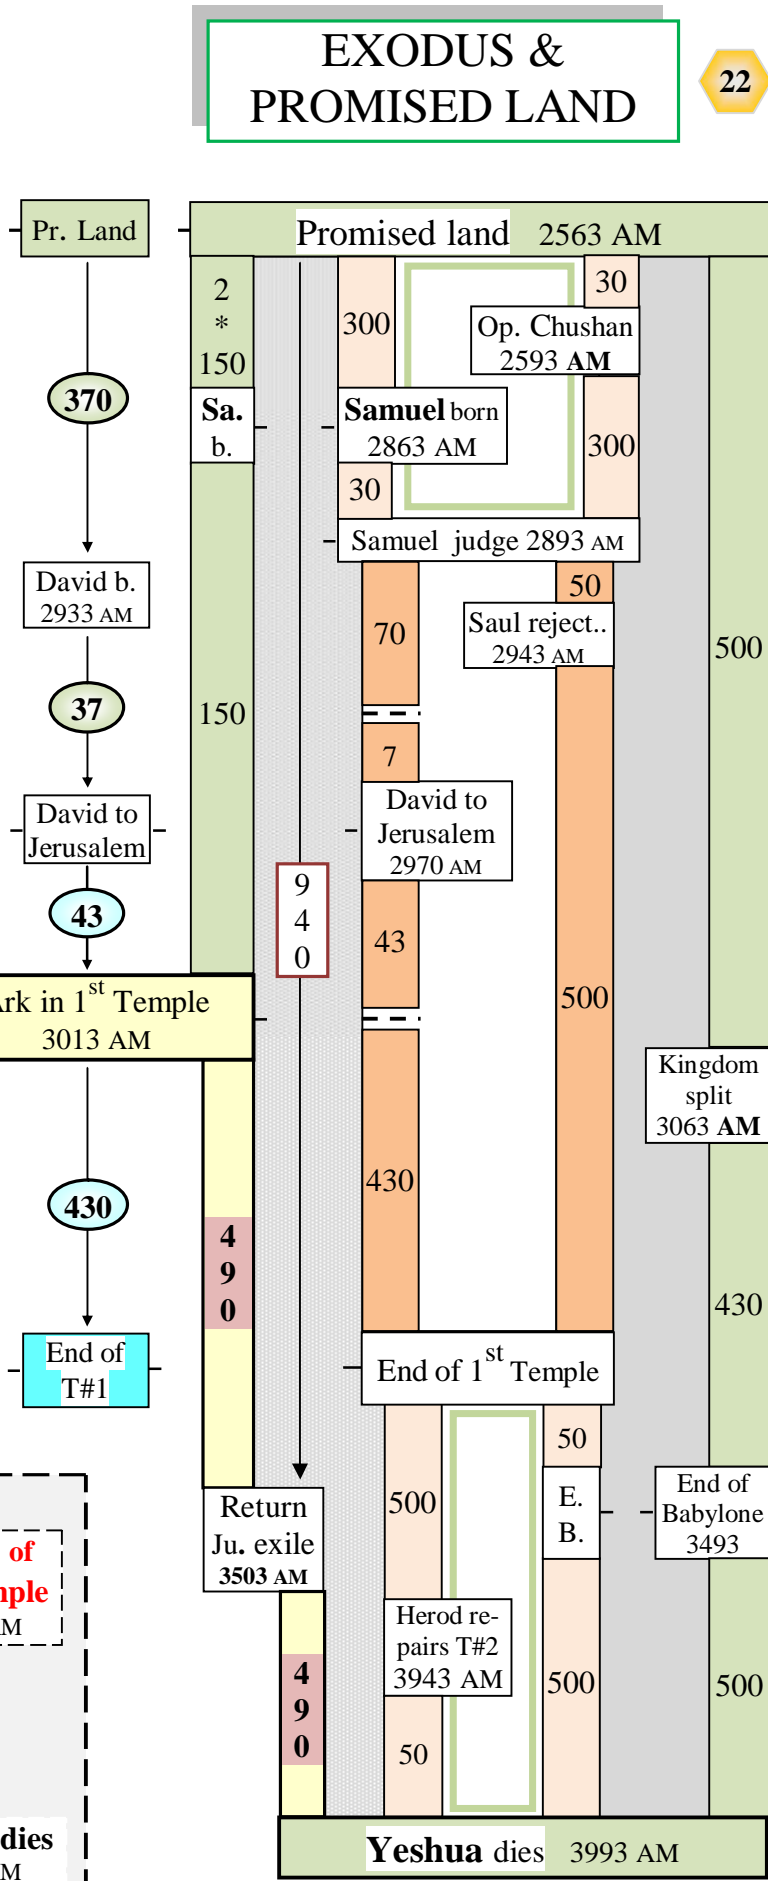 EXODUS &
PROMISED LAND
22
Pr. Land
Promised land 2563 AM
370
David b.
2933 AM
37
David to
Jerusalem
43
1st Temple
3013 AM
430
End of
T#1
2
*
150
Sa.
b.
150
4
9
0
9
4
0
Return
Ju. exile
3503 AM
4
9
0
300
Samuel born
2863 AM
30
30
Op. Chushan
2593 AM
300
Samuel judge 2893 AM
70
7
David to
Jerusalem
2970 AM
43
430
50
Saul reject..
2943 AM
500
End of 1st Temple
500
Herod re-
pairs T#2
3943 AM
50
50
E.
B.
500
500
Kingdom
split
3063 AM
430
End of
Babylone
3493
500
of
dies
Yeshua dies 3993 AM